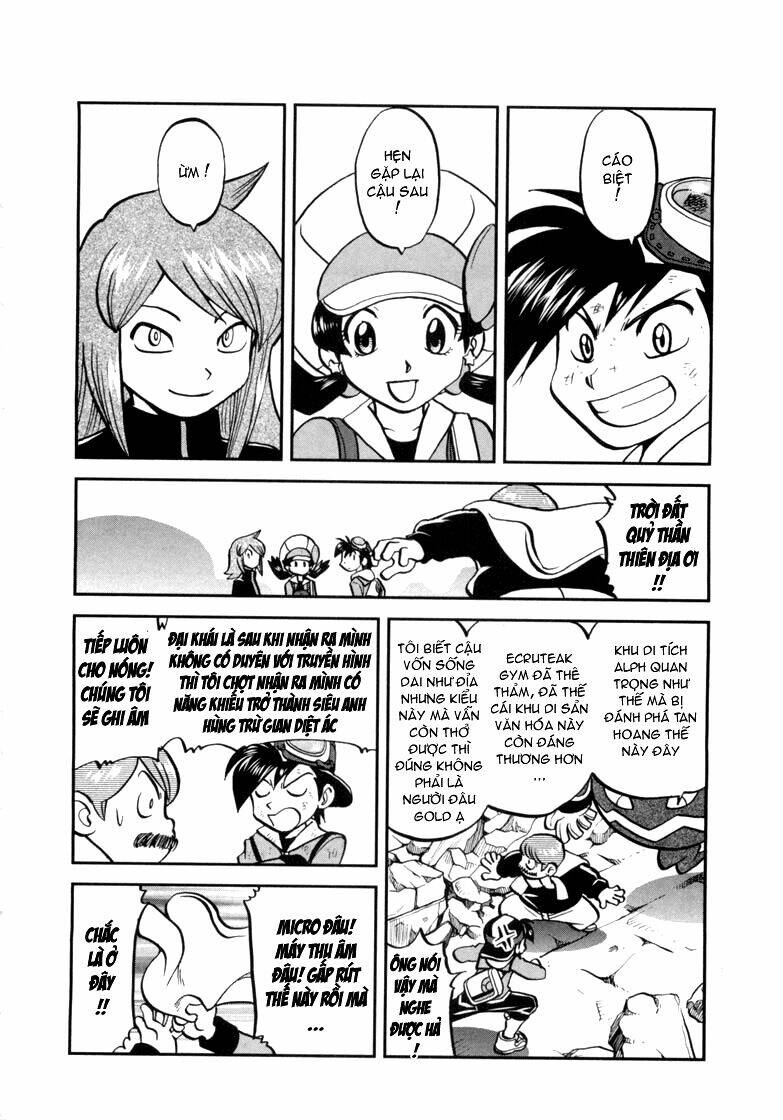 CÁO
BIỆT
!
HẸN
GẶP LẠI
CẬU SAU
!
ỪM !
TRỜI ĐẤT
QUỶ THẦN
THIÊN ĐỊA ƠI
!!
KHU DI TÍCH
ALPH QUAN
TRỌNG NHƯ
THẾ MÀ BỊ
ĐÁNH PHÁ TAN
HOANG THẾ
NÀY ĐÂY
ECRUTEAK
GYM ĐÃ THÊ
THẢM, ĐÃ THẾ
CÁI KHU DI SẢN
VĂN HÓA NÀY
CÒN ĐÁNG
THƯƠNG HƠN
...
TÔI BIẾT CẬU
VỐN SỐNG
DAI NHƯ ĐỈA
NHƯNG KIỂU
NÀY MÀ VẪN
CÒN THỞ
ĐƯỢC THÌ
ĐÚNG KHÔNG
PHẢI LÀ
NGƯỜI ĐÂU
GOLD Ạ
ÔNG NÓI
VẬY MÀ
NGHE
ĐƯỢC HẢ
!
ĐẠI KHÁI LÀ SAU KHI NHẬN RA MÌNH
KHÔNG CÓ DUYÊN VỚI TRUYỀN HÌNH
THÌ TÔI CHỢT NHẬN RA MÌNH CÓ
NĂNG KHIẾU TRỞ THÀNH SIÊU ANH
HÙNG TRỪ GIAN DIỆT ÁC
TIẾP LUÔN
CHO NÓNG!
CHÚNG TÔI
SẼ GHI ÂM
MICRO ĐÂU!
MÁY THU ÂM
ĐÂU! GẤP RÚT
THẾ NÀY RỒI MÀ
...
CHẮC
LÀ Ở
ĐÂY
!!